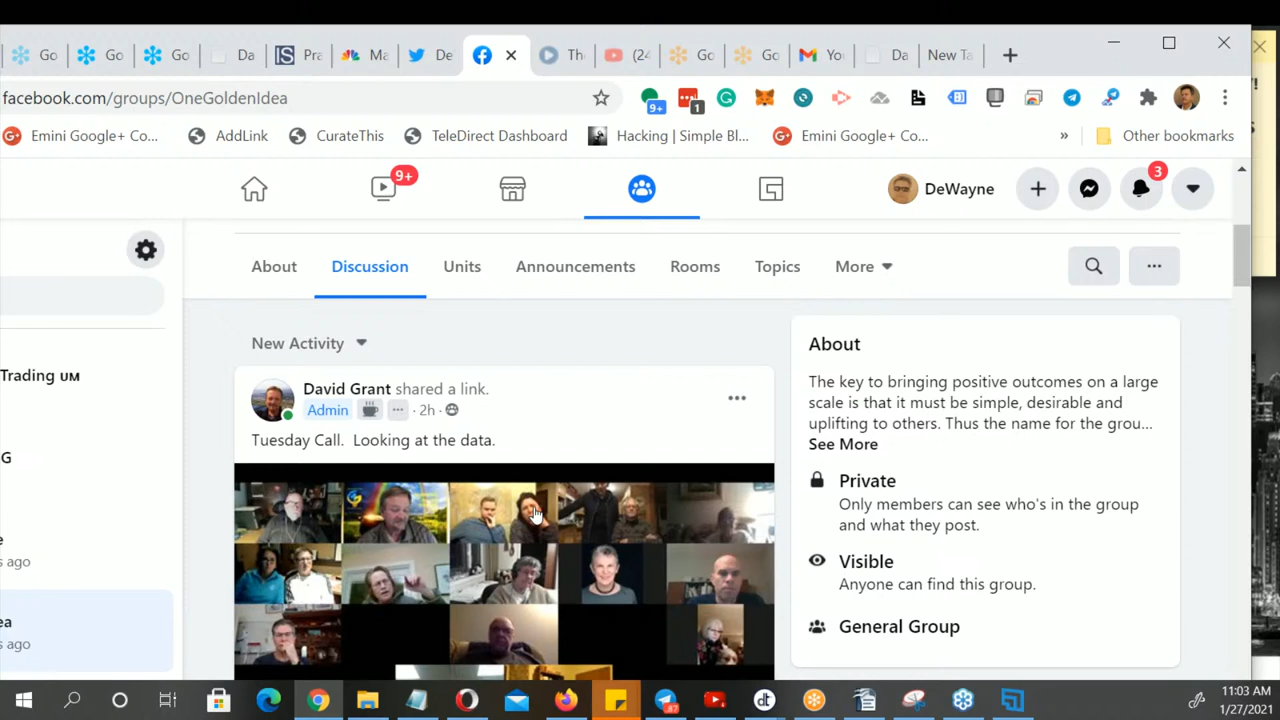 Go Go Go Da Pra Ma De The (24 Go Go Yo Da New Ta
facebook.com/groups/OneGoldenIdea 9+ 1
Emini Google+ Co... AddLink CurateThis TeleDirect Dashboard Hacking | Simple Bl... Emini Google+ Co... » Other bookmarks
9+ DeWayne 3
About Discussion Units Announcements Rooms Topics More
New Activity
David Grant shared a link.
Admin · 2h ·
Tuesday Call. Looking at the data.
About
The key to bringing positive outcomes on a large
scale is that it must be simple, desirable and
uplifting to others. Thus the name for the grou...
See More
Private
Only members can see who's in the group
and what they post.
Visible
Anyone can find this group.
General Group
Trading UM
G
e
s ago
ea
s ago
11:03 AM
1/27/2021